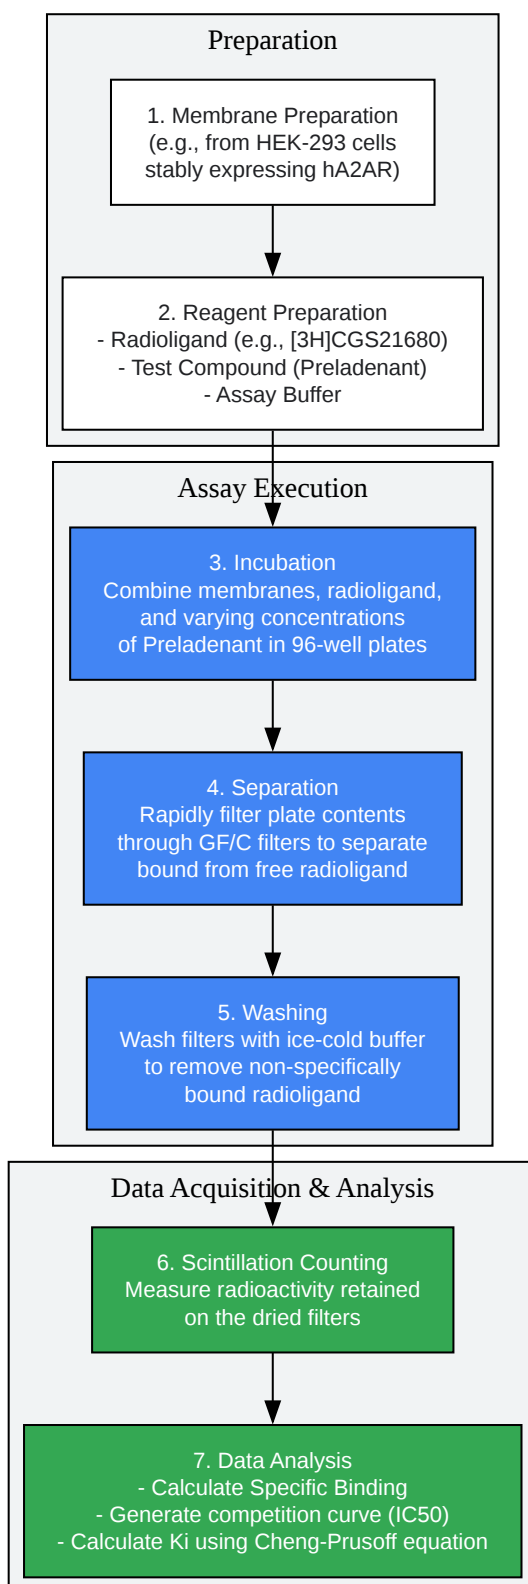 Preparation
1. Membrane Preparation
(e.g., from HEK-293 cells
stably expressing hA2AR)
2. Reagent Preparation
- Radioligand (e.g., [3H]CGS21680)
- Test Compound (Preladenant)
- Assay Buffer
Assay Execution
3. Incubation
Combine membranes, radioligand,
and varying concentrations
of Preladenant in 96-well plates
4. Separation
Rapidly filter plate contents
through GF/C filters to separate
bound from free radioligand
5. Washing
Wash filters with ice-cold buffer
to remove non-specifically
bound radioligand
Data Acquisition & Analysis
6. Scintillation Counting
Measure radioactivity retained
on the dried filters
7. Data Analysis
- Calculate Specific Binding
- Generate competition curve (IC50)
- Calculate Ki using Cheng-Prusoff equation